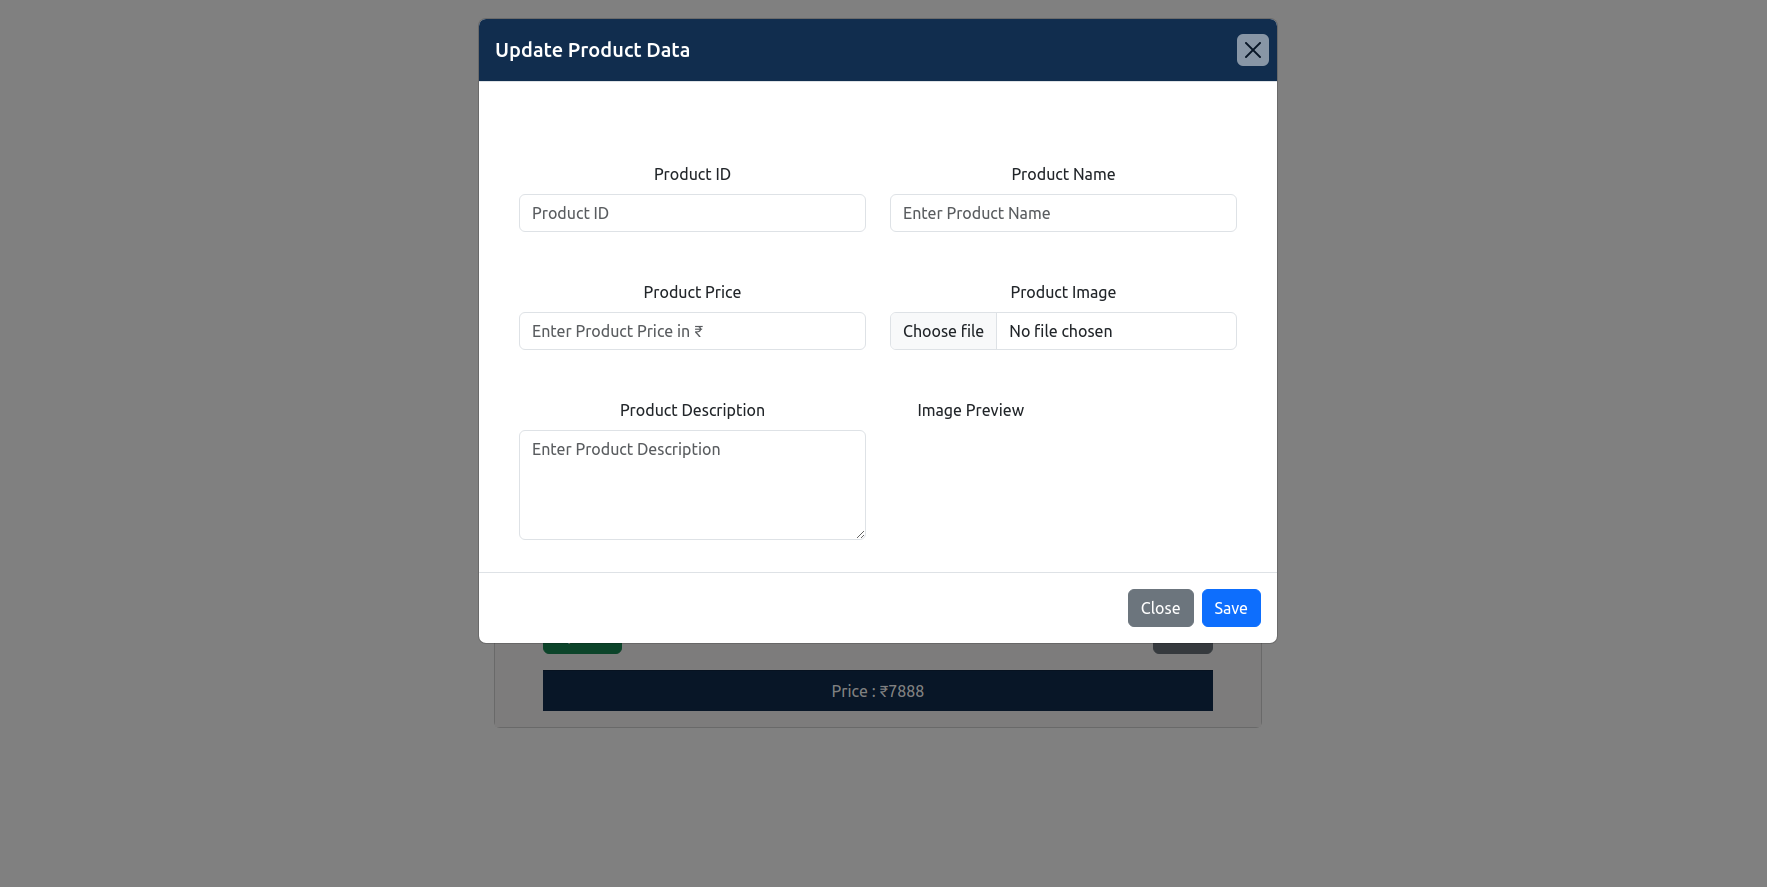 Update Product Data
Product ID
Product Name
Product ID
Enter Product Name
Product Price
Product Image
Enter Product Price in ₹
Choose file
No file chosen
Product Description
Image Preview
Enter Product Description
Close
Save
Price : ₹7888